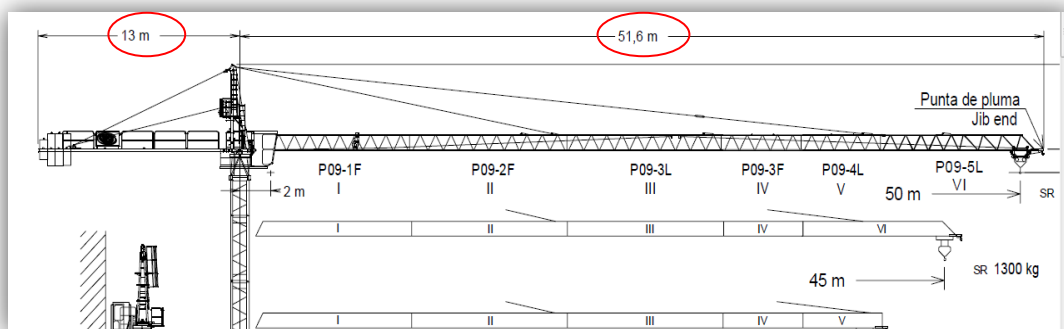 13 m
51,6 m
Punta de pluma
Jib end
P09-1F P09-2F P09-3L P09-3F P09-4L P09-5L
I II III IV V VI
2 m 50 m SR
I II III IV VI
45 m SR 1300 kg
I II III IV V